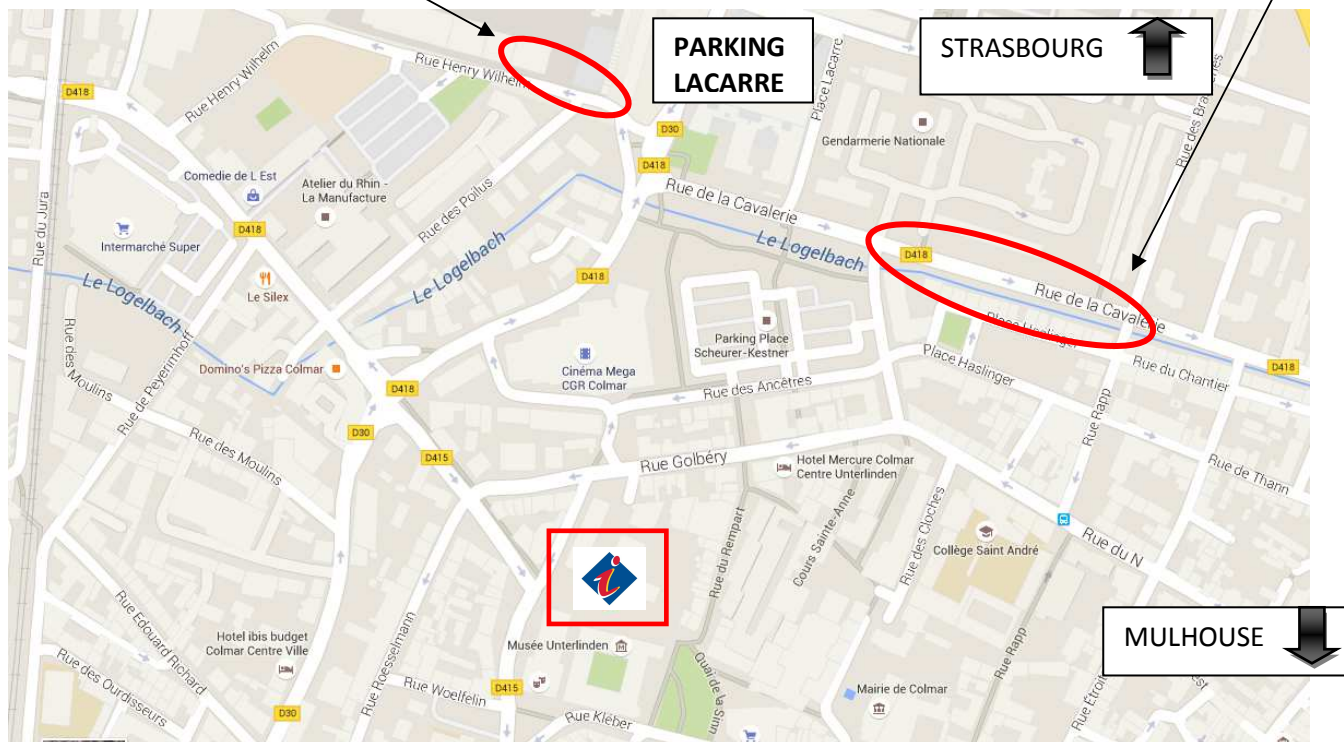 PARKING
LACARRE
STRASBOURG
Rue Henry Wilhelm
Rue Henry Wilhelm
D418
D30
Place Lacarre
Gendarmerie Nationale
D418
Comedie de L Est
Atelier du Rhin -
La Manufacture
Rue des Poilus
Rue de la Cavalerie
Rue du Jura
Intermarché Super
D418
Le Logelbach
D418
Le Logelbach
Le Logelbach
D418
Le Silex
Rue de la Cavalerie
Place Haslinger
Parking Place
Scheurer-Kestner
Place Haslinger
Rue du Chantier
D418
Rue des Moulins
Rue de Peyerimhoff
Domino's Pizza Colmar
Cinéma Mega
CGR Colmar
D418
Rue des Ancêtres
Rue Rapp
D30
Rue des Moulins
D415
Rue Golbéry
Hotel Mercure Colmar
Centre Unterlinden
Rue de Thann
Rue du Rempart
Cours Sainte-Anne
Rue des Cloches
Collège Saint André
Rue du N
i
Rue Edouard Richard
Hotel ibis budget
Colmar Centre Ville
Rue Roesselmann
Musée Unterlinden
MULHOUSE
Rue des Ourdisseurs
D415
Rue Woelfelin
Quai de la Sinn
Rue Rapp
Mairie de Colmar
D30
Rue Kléber
Rue Étroit